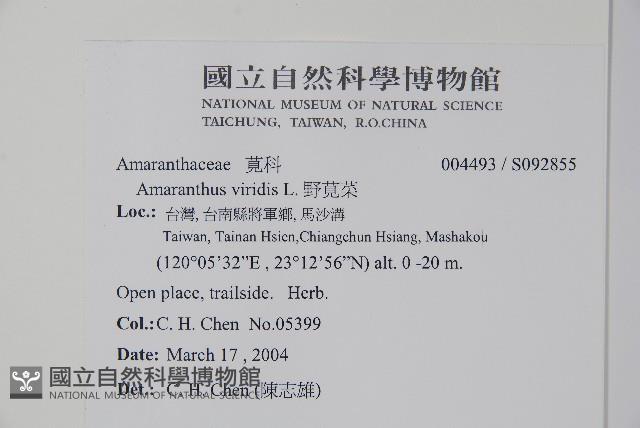 國立自然科學博物館
NATIONAL MUSEUM OF NATURAL SCIENCE
TAICHUNG, TAIWAN, R.O.CHINA
Amaranthaceae 莧科 004493 / S092855
Amaranthus viridis L. 野莧菜
Loc.: 台灣, 台南縣將軍鄉, 馬沙溝
Taiwan, Tainan Hsien,Chiangchun Hsiang, Mashakou
(120°05’32”E , 23°12’56”N) alt. 0 -20 m.
Open place, trailside. Herb.
Col.: C. H. Chen No.05399
Date: March 17 , 2004
Det.: C. H. Chen (陳志雄)
國立自然科學博物館
NATIONAL MUSEUM OF NATURAL SCIENCE